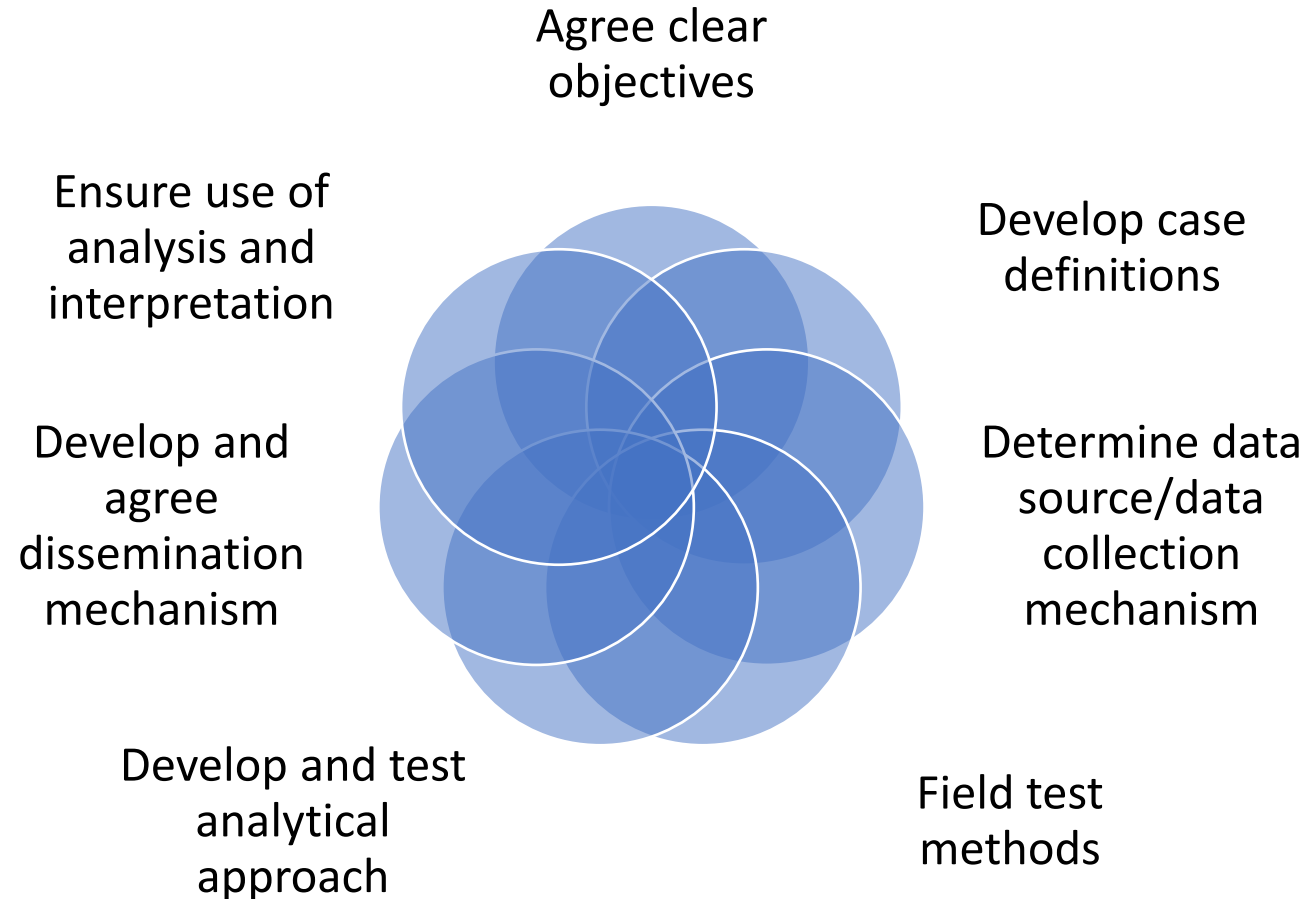 Agree clear
objectives
Develop case
definitions
Determine data
source/data
collection
mechanism
Field test
methods
Develop and test
analytical
approach
Develop and
agree
dissemination
mechanism
Ensure use of
analysis and
interpretation